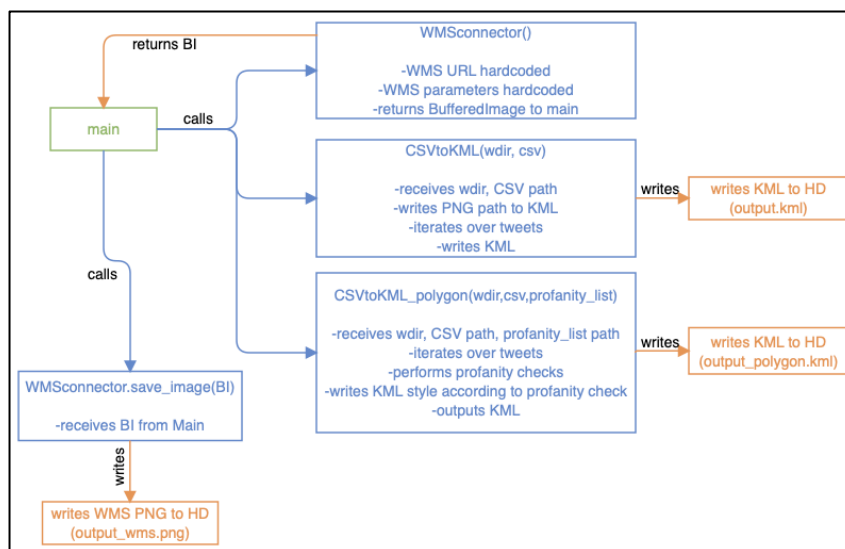 returns BI
WMSconnector()
-WMS URL hardcoded
-WMS parameters hardcoded
-returns BufferedImage to main
main
calls
CSVtoKML(wdir, csv)
-receives wdir, CSV path
-writes PNG path to KML
-iterates over tweets
-writes KML
writes
writes KML to HD
(output.kml)
calls
CSVtoKML_polygon(wdir,csv,profanity_list)
-receives wdir, CSV path, profanity_list path
-iterates over tweets
-performs profanity checks
-writes KML style according to profanity check
-outputs KML
writes
writes KML to HD
(output_polygon.kml)
WMSconnector.save_image(BI)
-receives BI from Main
writes
writes WMS PNG to HD
(output_wms.png)